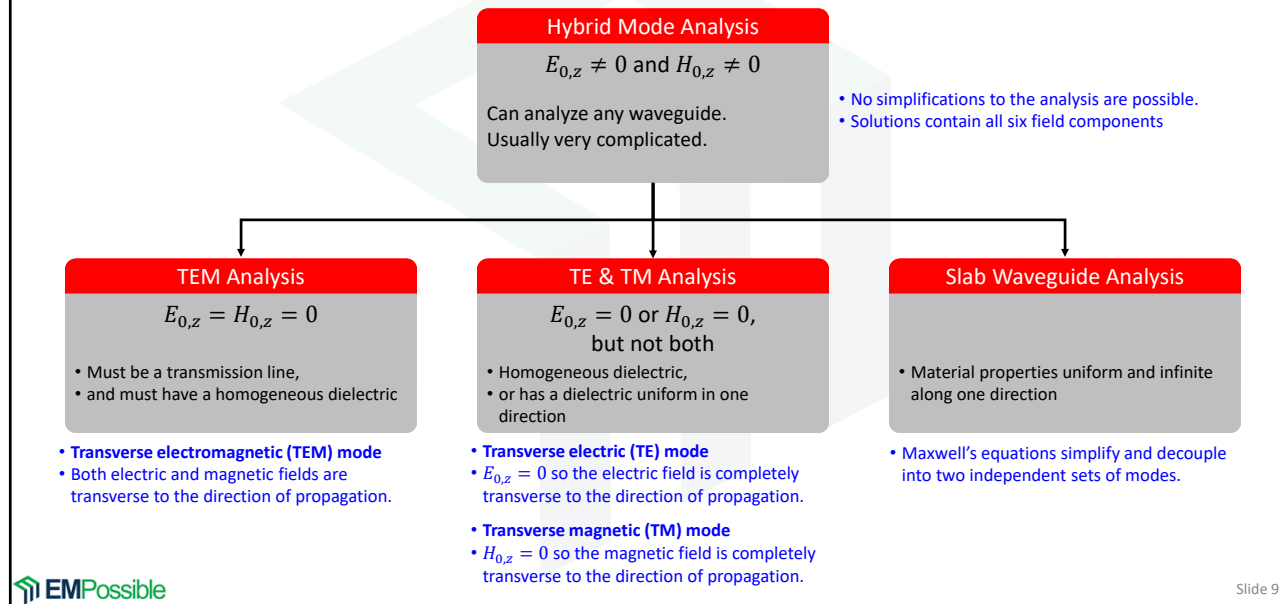 Hybrid Mode Analysis
𝐸₀,𝑧 ≠ 0 and 𝐻₀,𝑧 ≠ 0
Can analyze any waveguide.
Usually very complicated.
• No simplifications to the analysis are possible.
• Solutions contain all six field components
TEM Analysis
𝐸₀,𝑧 = 𝐻₀,𝑧 = 0
• Must be a transmission line,
• and must have a homogeneous dielectric
• Transverse electromagnetic (TEM) mode
• Both electric and magnetic fields are
transverse to the direction of propagation.
TE & TM Analysis
𝐸₀,𝑧 = 0 or 𝐻₀,𝑧 = 0,
but not both
• Homogeneous dielectric,
• or has a dielectric uniform in one
direction
• Transverse electric (TE) mode
• 𝐸₀,𝑧 = 0 so the electric field is completely
transverse to the direction of propagation.
• Transverse magnetic (TM) mode
• 𝐻₀,𝑧 = 0 so the magnetic field is completely
transverse to the direction of propagation.
Slab Waveguide Analysis
• Material properties uniform and infinite
along one direction
• Maxwell's equations simplify and decouple
into two independent sets of modes.
EMPossible
Slide 9